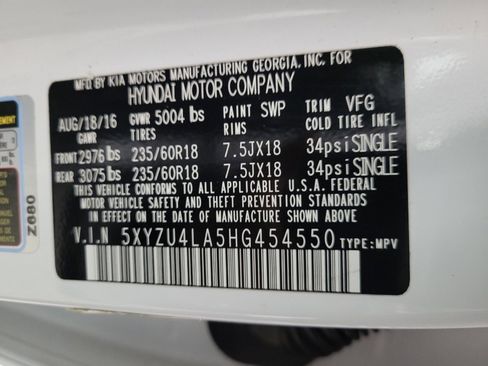 MFD. BY KIA MOTORS MANUFACTURING GEORGIA, INC. FOR
HYUNDAI MOTOR COMPANY
AUG/18/16 GVWR 5004 lbs PAINT SWP TRIM VFG
GAWR TIRES RIMS COLD TIRE INFL
FRONT 2976 lbs 235/60R18 7.5JX18 34psi SINGLE
REAR 3075 lbs 235/60R18 7.5JX18 34psi SINGLE
THIS VEHICLE CONFORMS TO ALL APPLICABLE U.S.A. FEDERAL
MOTOR VEHICLE SAFETY AND THEFT PREVENTION STANDARDS IN
EFFECT ON THE DATE OF MANUFACTURE SHOWN ABOVE.
V.I.N 5XYZU4LA5HG454550 TYPE:MPV
Z680